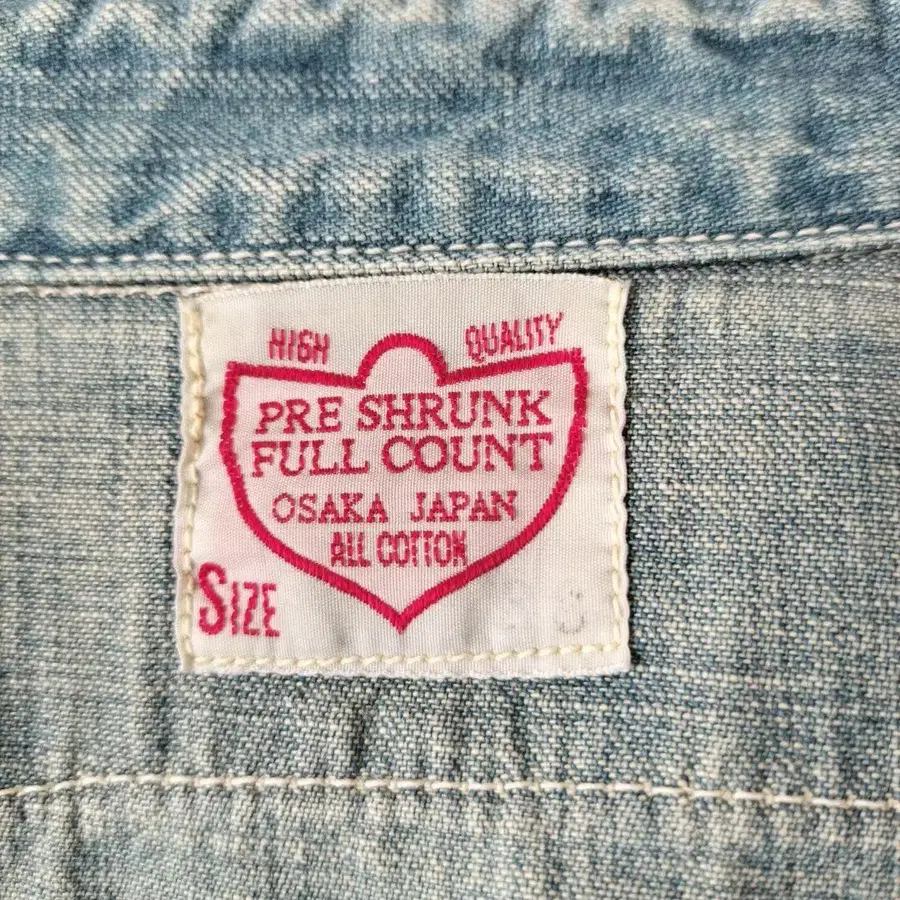 HIGH QUALITY
PRE SHRUNK
FULL COUNT
OSAKA JAPAN
ALL COTTON
SIZE